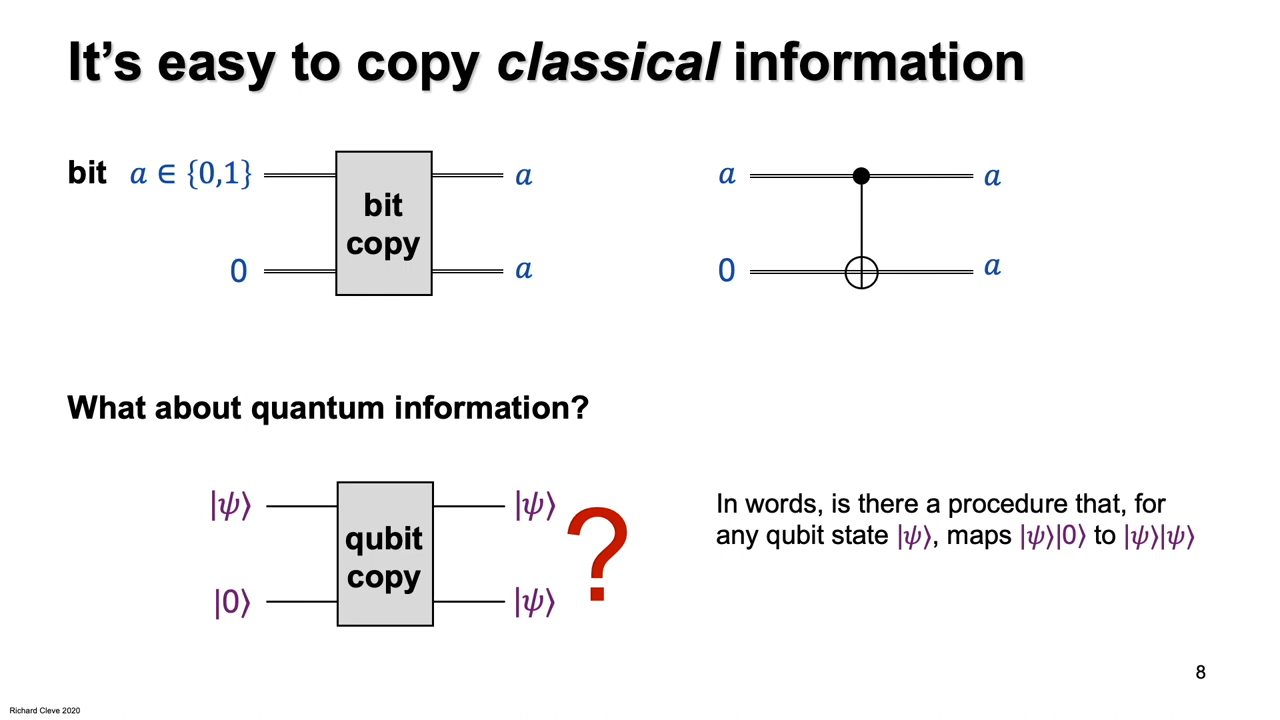 It's easy to copy classical information
bit a ∈ {0,1}
0
bit
copy
a
a
a
0
a
a
What about quantum information?
|ψ⟩
|0⟩
qubit
copy
|ψ⟩
|ψ⟩
?
In words, is there a procedure that, for
any qubit state |ψ⟩, maps |ψ⟩|0⟩ to |ψ⟩|ψ⟩
8
Richard Cleve 2020